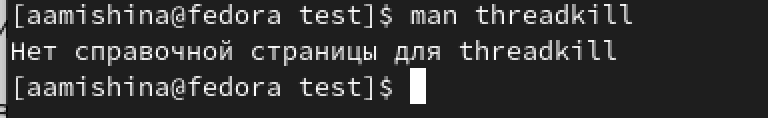 [aamishina@fedora test]$ man threadkill
Нет справочной страницы для threadkill
[aamishina@fedora test]$